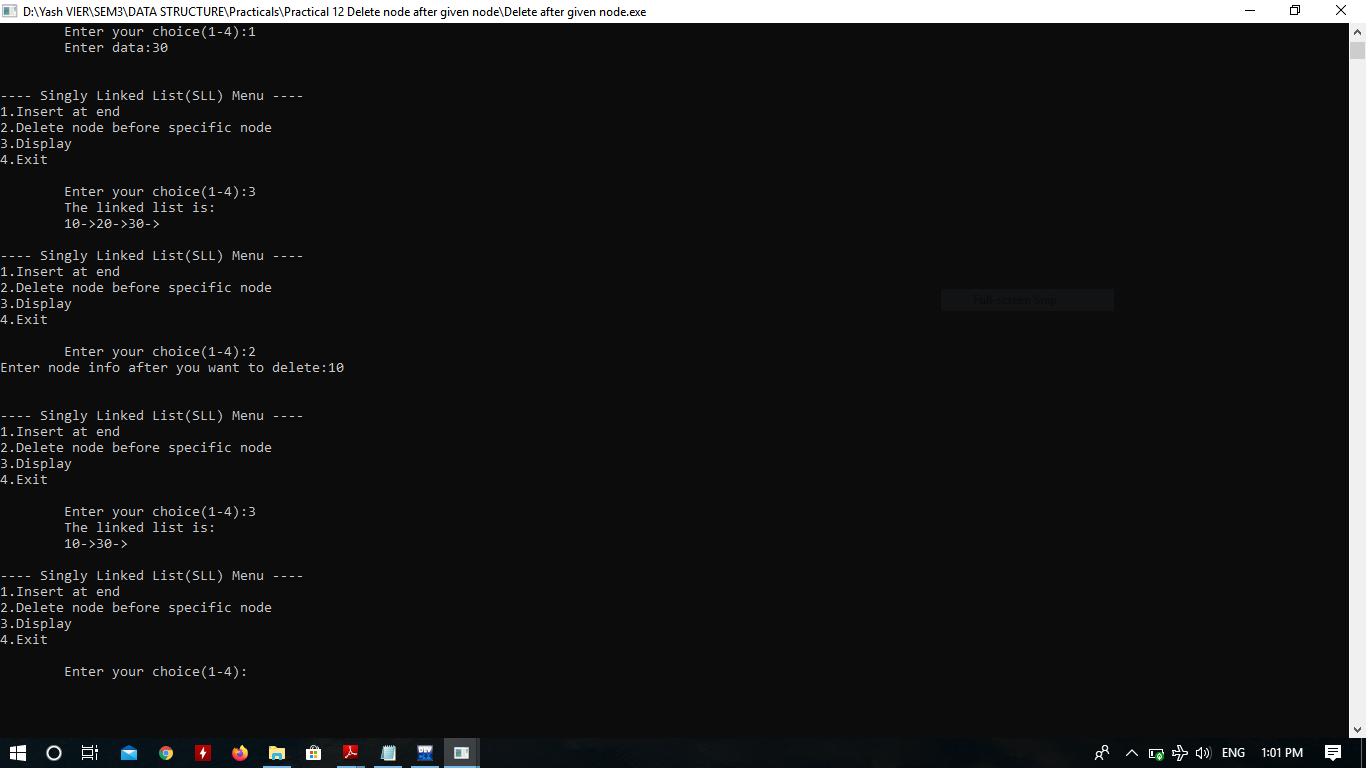 D:\Yash VIER\SEM3\DATA STRUCTURE\Practicals\Practical 12 Delete node after given node\Delete after given node.exe
Enter your choice(1-4):1
Enter data:30
---- Singly Linked List(SLL) Menu ----
1.Insert at end
2.Delete node before specific node
3.Display
4.Exit
Enter your choice(1-4):3
The linked list is:
10->20->30->
---- Singly Linked List(SLL) Menu ----
1.Insert at end
2.Delete node before specific node
3.Display
4.Exit
Full-screen Snip
Enter your choice(1-4):2
Enter node info after you want to delete:10
---- Singly Linked List(SLL) Menu ----
1.Insert at end
2.Delete node before specific node
3.Display
4.Exit
Enter your choice(1-4):3
The linked list is:
10->30->
---- Singly Linked List(SLL) Menu ----
1.Insert at end
2.Delete node before specific node
3.Display
4.Exit
Enter your choice(1-4):
ENG
1:01 PM